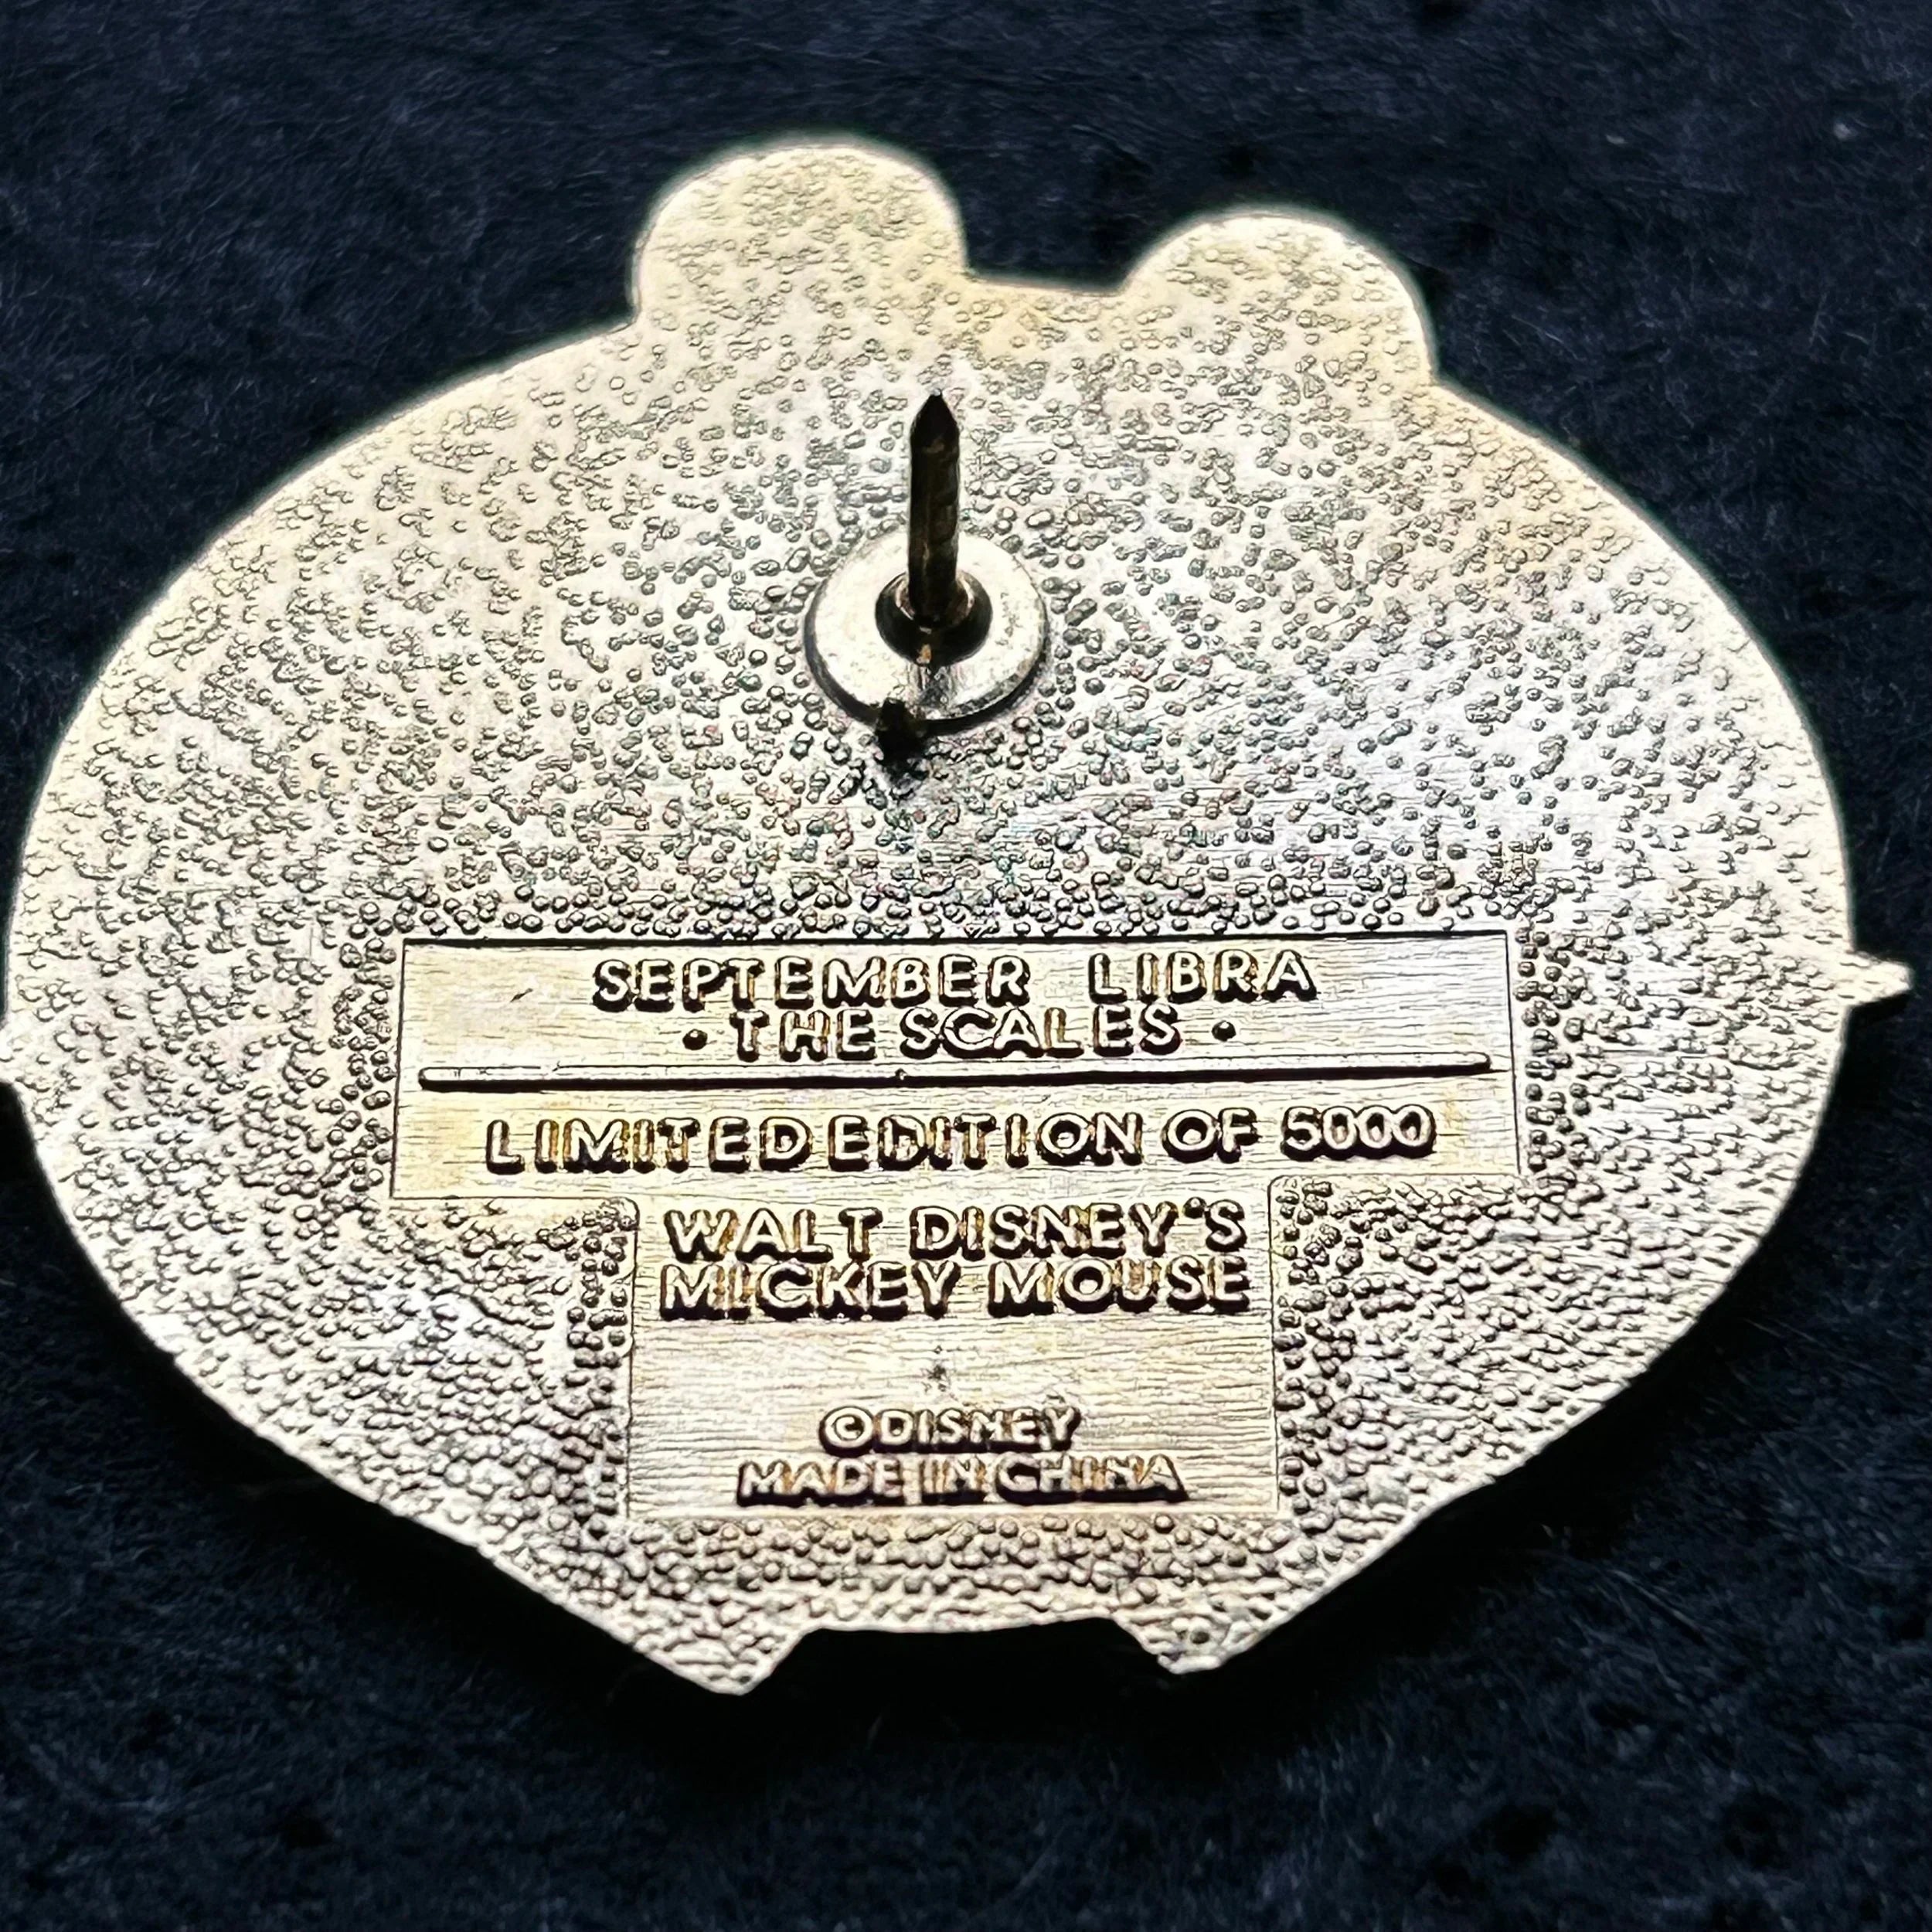 SEPTEMBER LIBRA
• THE SCALES •
LIMITED EDITION OF 5000
WALT DISNEY'S
MICKEY MOUSE
©DISNEY
MADE IN CHINA